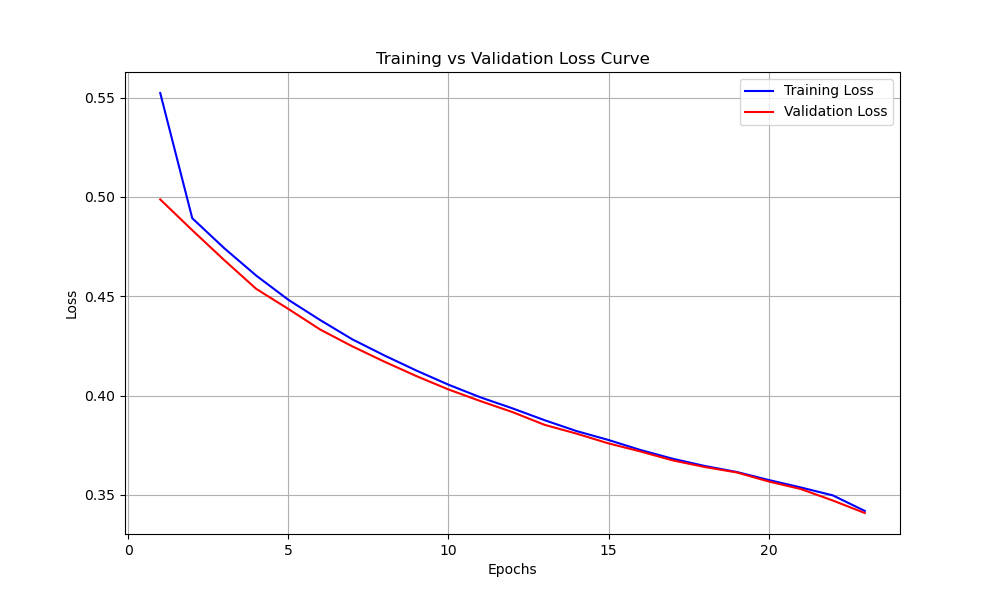 Training vs Validation Loss Curve
Training Loss
Validation Loss
0.55
0.50
0.45
0.40
0.35
Loss
0 5 10 15 20
Epochs